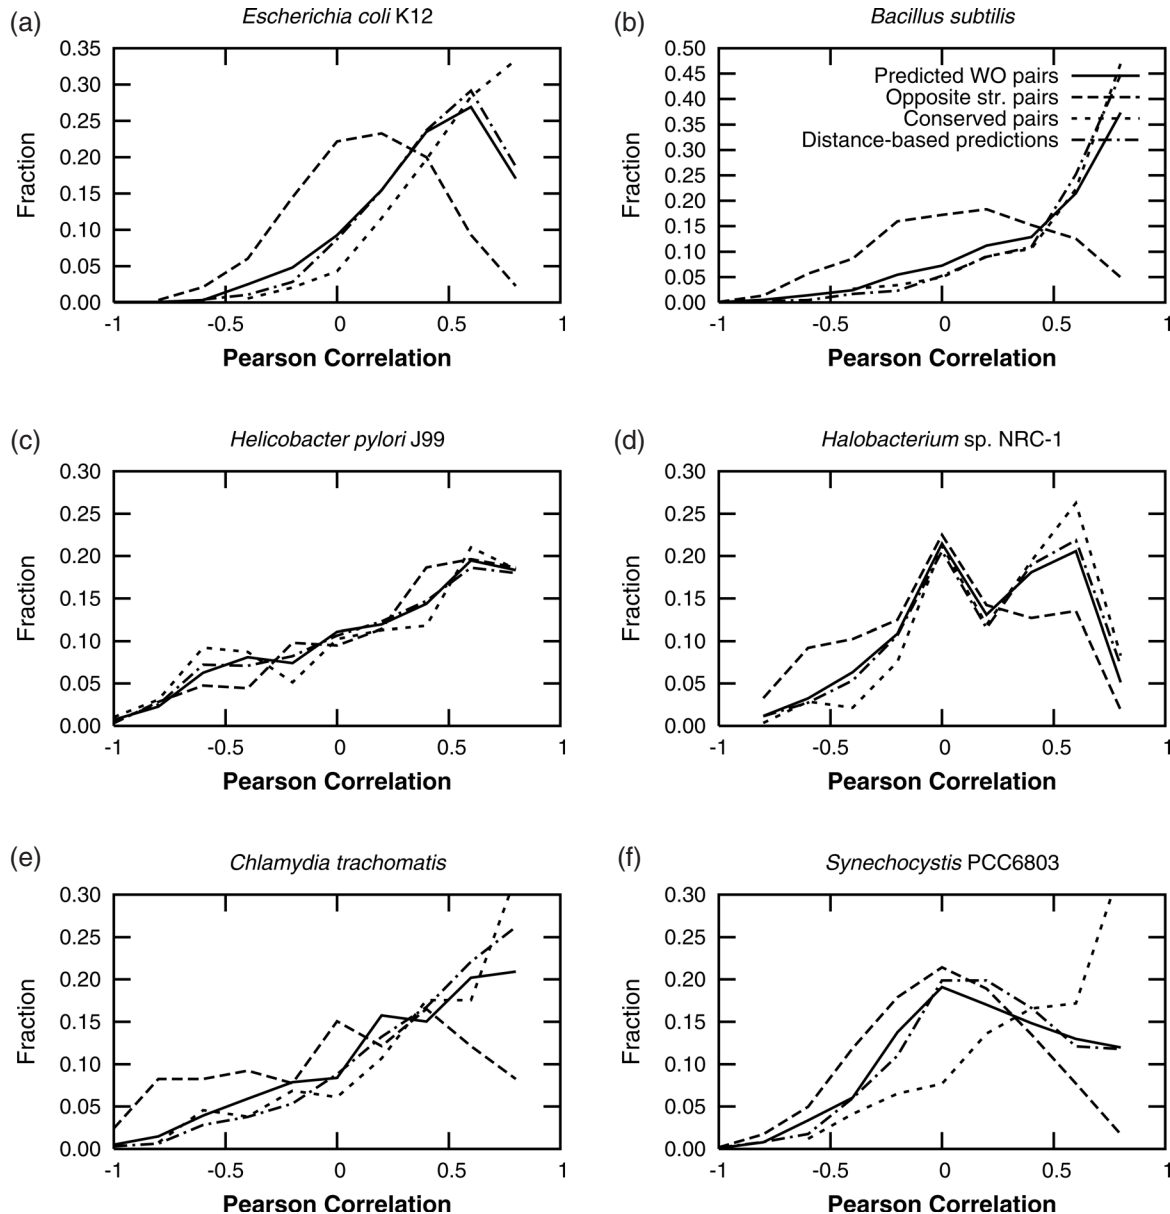 (a) Escherichia coli K12
0.35
0.30
0.25
0.20
0.15
0.10
0.05
0.00
Fraction
-1 -0.5 0 0.5 1
Pearson Correlation
(b) Bacillus subtilis
0.50
0.45
0.40
0.35
0.30
0.25
0.20
0.15
0.10
0.05
0.00
Fraction
Predicted WO pairs
Opposite str. pairs
Conserved pairs
Distance-based predictions
-1 -0.5 0 0.5 1
Pearson Correlation
(c) Helicobacter pylori J99
0.30
0.25
0.20
0.15
0.10
0.05
0.00
Fraction
-1 -0.5 0 0.5 1
Pearson Correlation
(d) Halobacterium sp. NRC-1
0.30
0.25
0.20
0.15
0.10
0.05
0.00
Fraction
-1 -0.5 0 0.5 1
Pearson Correlation
(e) Chlamydia trachomatis
0.30
0.25
0.20
0.15
0.10
0.05
0.00
Fraction
-1 -0.5 0 0.5 1
Pearson Correlation
(f) Synechocystis PCC6803
0.30
0.25
0.20
0.15
0.10
0.05
0.00
Fraction
-1 -0.5 0 0.5 1
Pearson Correlation